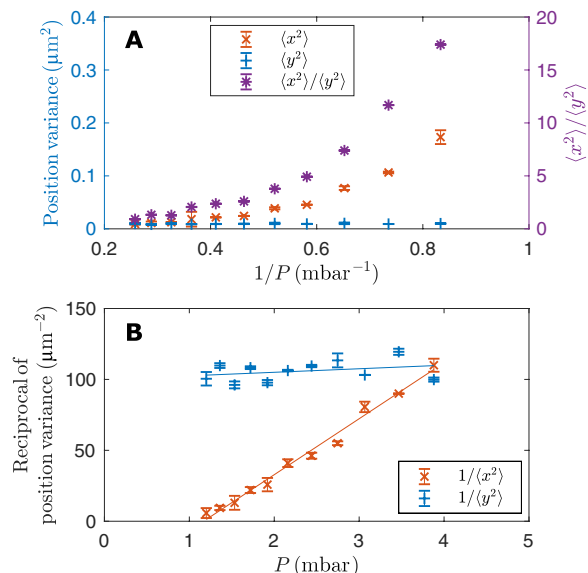 A
⟨x²⟩
⟨y²⟩
⟨x²⟩/⟨y²⟩
Position variance (µm²)
0.4
0.3
0.2
0.1
0
20
15
10
5
0
⟨x²⟩/⟨y²⟩
0.2 0.4 0.6 0.8 1
1/P (mbar⁻¹)
B
Reciprocal of
position variance (µm⁻²)
150
100
50
0
1/⟨x²⟩
1/⟨y²⟩
0 1 2 3 4 5
P (mbar)